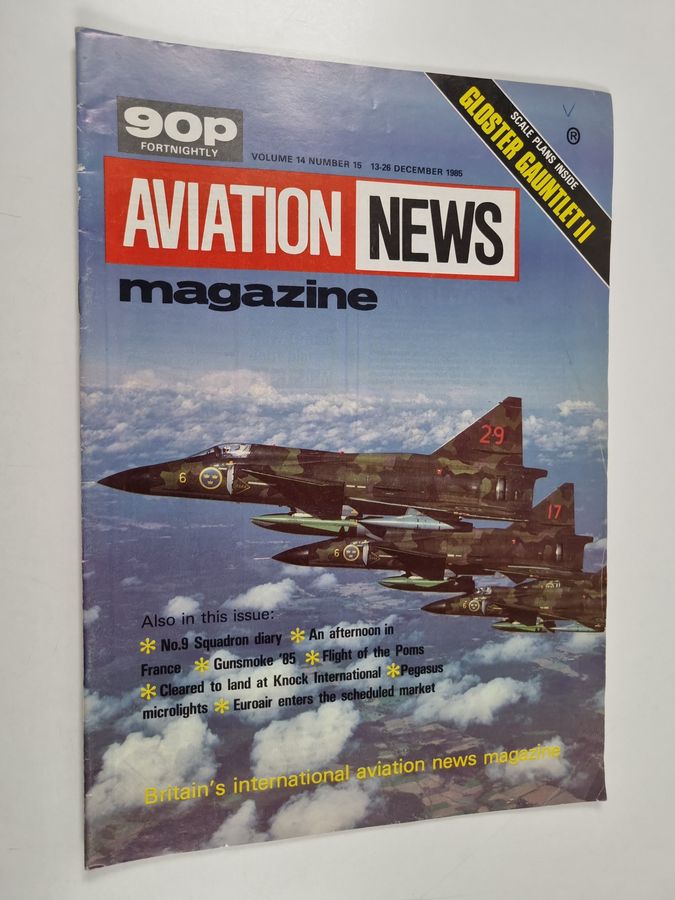 90p
FORTNIGHTLY
VOLUME 14 NUMBER 15 13-26 DECEMBER 1985
SCALE PLANS INSIDE
GLOSTER GAUNTLET II
®
AVIATION NEWS
magazine
29
6
17
6
Also in this issue:
* No.9 Squadron diary * An afternoon in
France * Gunsmoke '85 * Flight of the Poms
* Cleared to land at Knock International * Pegasus
microlights * Euroair enters the scheduled market
Britain's international aviation news magazine